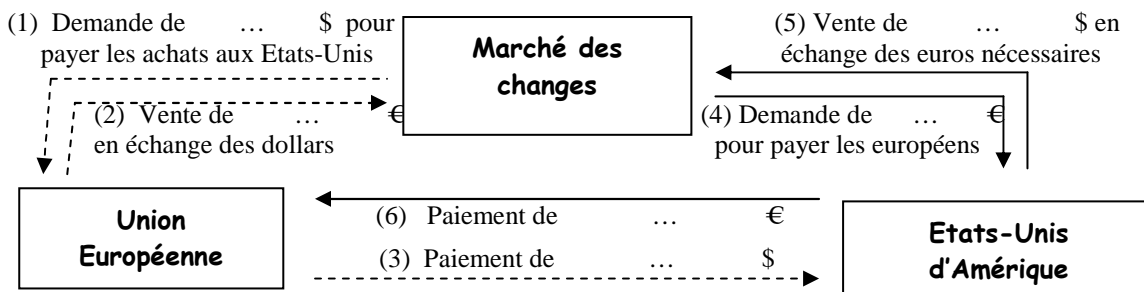 (1) Demande de … $ pour
payer les achats aux Etats-Unis
Marché des
changes
(5) Vente de … $ en
échange des euros nécessaires
(2) Vente de … €
en échange des dollars
(4) Demande de … €
pour payer les européens
Union
Européenne
(6) Paiement de … €
(3) Paiement de … $
Etats-Unis
d'Amérique